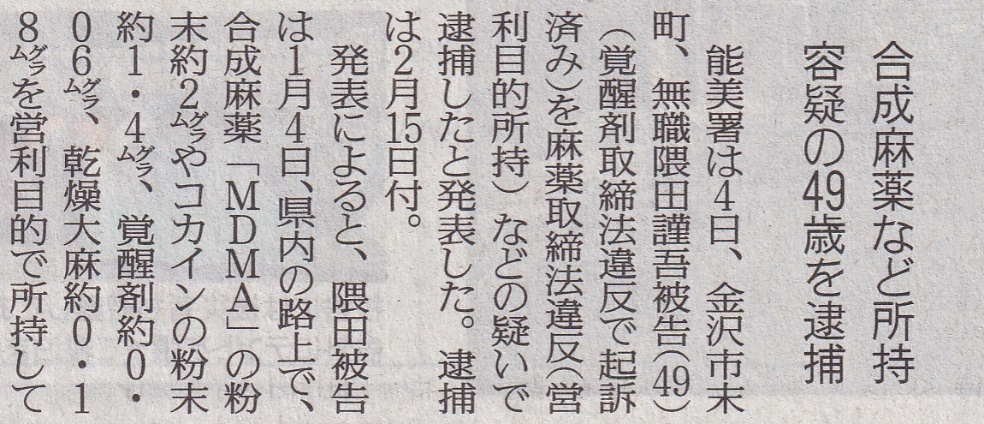 合成麻薬など所持
容疑の49歳を逮捕
能美署は4日、金沢市末
町、無職隈田謹吾被告(49)
(覚醒剤取締法違反で起訴
済み)を麻薬取締法違反(営
利目的所持)などの疑いで
逮捕したと発表した。逮捕
は2月15日付。
発表によると、隈田被告
は1月4日、県内の路上で、
合成麻薬「MDMA」の粉
末約2㌘やコカインの粉末
約1・4㌘、覚醒剤約0・
06㌘、乾燥大麻約0・1
8㌘を営利目的で所持して